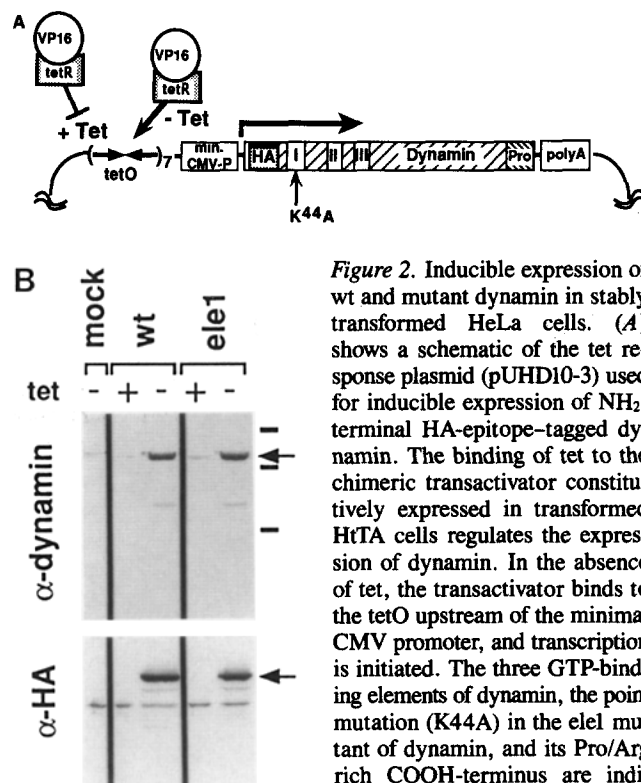 A
VP16
tetR
VP16
tetR
+ Tet
- Tet
tetO
7
min. CMV-P
HA
I
II
III
Dynamin
Pro
polyA
K44A
B
mock
wt
ele1
tet - + - + -
α-dynamin
α-HA
Figure 2. Inducible expression of
wt and mutant dynamin in stably
transformed HeLa cells. (A)
shows a schematic of the tet re-
sponse plasmid (pUHD10-3) used
for inducible expression of NH2
terminal HA-epitope–tagged dy-
namin. The binding of tet to the
chimeric transactivator constitu-
tively expressed in transformed
HtTA cells regulates the expres
sion of dynamin. In the absence
of tet, the transactivator binds to
the tetO upstream of the minima
CMV promoter, and transcription
is initiated. The three GTP-bind-
ing elements of dynamin, the poin
mutation (K44A) in the ele1 mu
tant of dynamin, and its Pro/Arg
rich COOH-terminus are indi